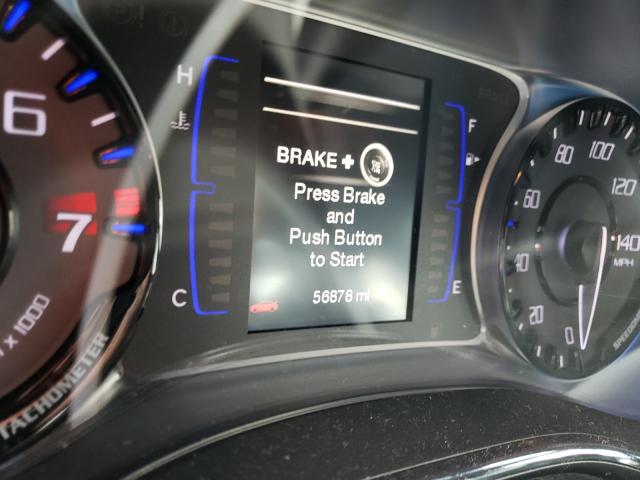 6
7
x 1000
TACHOMETER
H
C
BRAKE +
Press Brake
and
Push Button
to Start
56878 mi
BRAKE
F
E
0
20
40
60
80
100
120
140
MPH